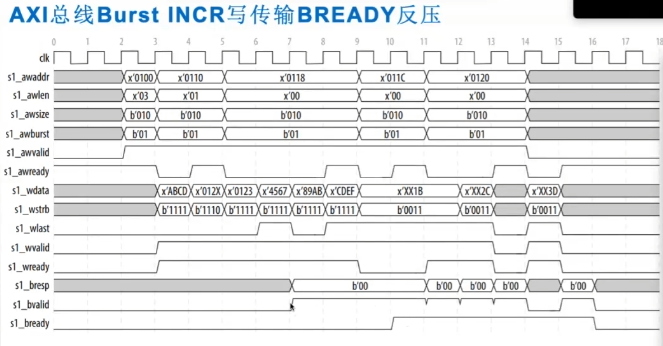 AXI总线Burst INCR写传输BREADY反压
0 1 2 3 4 5 6 7 8 9 10 11 12 13 14 15 16 17 18
clk
s1_awaddr x'0100 x'0110 x'0118 x'011C x'0120
s1_awlen x'03 x'01 x'00 x'00 x'00
s1_awsize b'010 b'010 b'010 b'010 b'010
s1_awburst b'01 b'01 b'01 b'01 b'01
s1_awvalid
s1_awready
s1_wdata x'ABCD x'012X x'0123 x'4567 x'89AB x'CDEF x'XX1B x'XX2C x'XX3D
s1_wstrb b'1111 b'1110 b'1111 b'1111 b'1111 b'1111 b'0011 b'0011 b'0011
s1_wlast
s1_wvalid
s1_wready
s1_bresp b'00 b'00 b'00 b'00 b'00
s1_bvalid
s1_bready